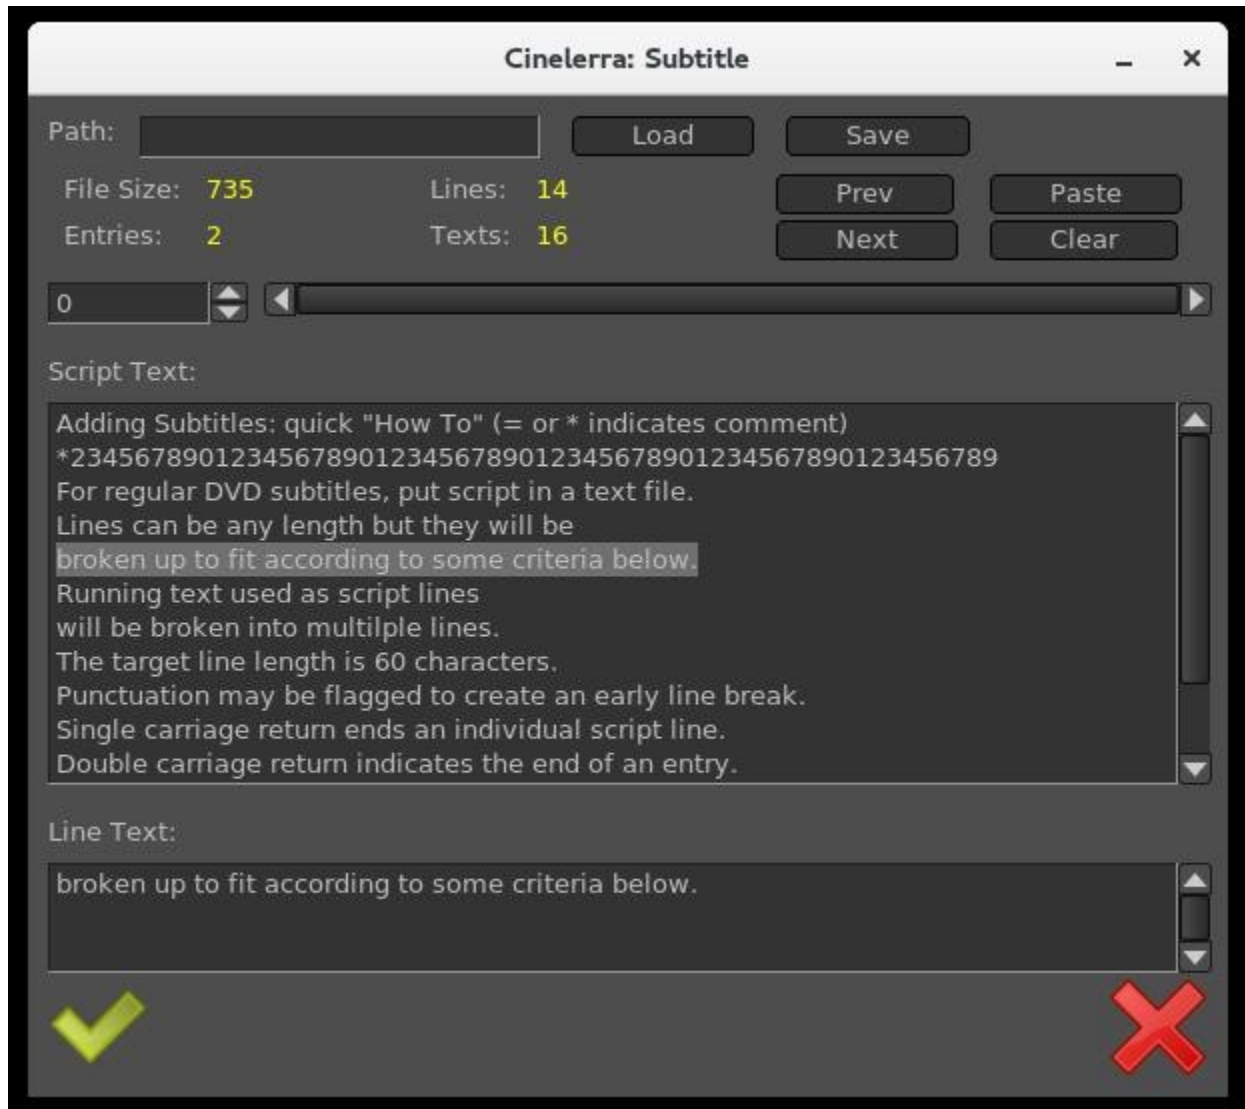 Cinelerra: Subtitle
Path: Load Save
File Size: 735 Lines: 14 Prev Paste
Entries: 2 Texts: 16 Next Clear
0
Script Text:
Adding Subtitles: quick "How To" (= or * indicates comment)
*23456789012345678901234567890123456789012345678901234567​89
For regular DVD subtitles, put script in a text file.
Lines can be any length but they will be
broken up to fit according to some criteria below.
Running text used as script lines
will be broken into multilple lines.
The target line length is 60 characters.
Punctuation may be flagged to create an early line break.
Single carriage return ends an individual script line.
Double carriage return indicates the end of an entry.
Line Text:
broken up to fit according to some criteria below.